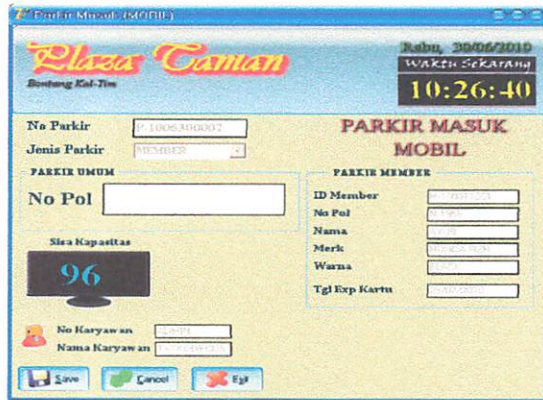 Parkir Masuk (MOBIL)
Plaza Taman
Bontang Kal-Tim
Rabu, 30/06/2010
Waktu Sekarang
10:26:40
No Parkir P-1006300007
Jenis Parkir MEMBER
PARKIR MASUK
MOBIL
PARKIR UMUM
No Pol
PARKIR MEMBER
ID Member
No Pol
Nama
Merk
Warna
Tgl Exp Kartu
Sisa Kapasitas
96
No Karyawan
Nama Karyawan
Save Cancel Exit